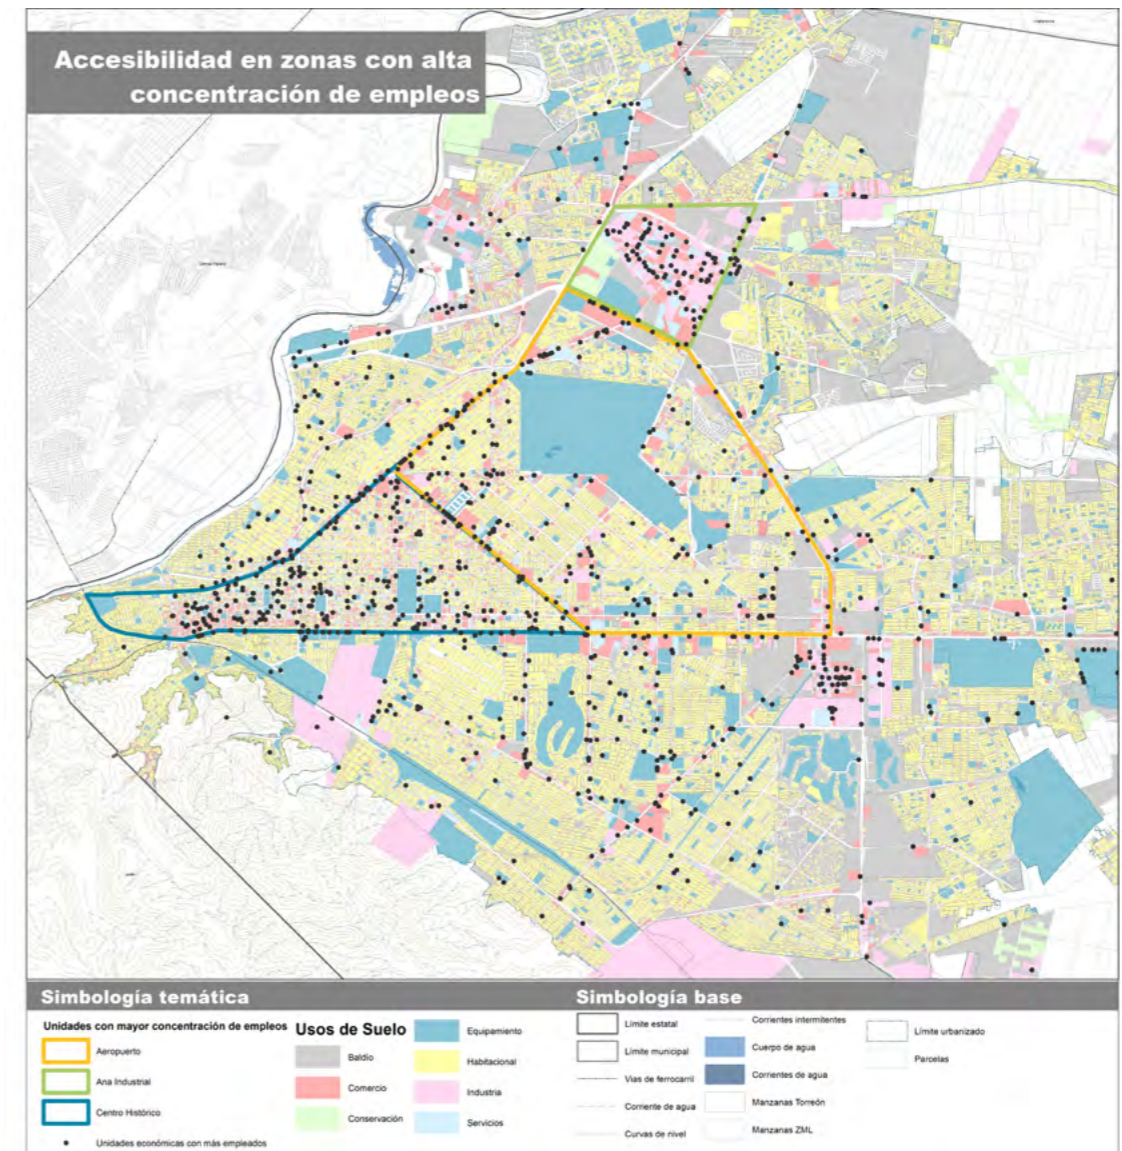 Accesibilidad en zonas con alta
concentración de empleos
Simbología temática
Unidades con mayor concentración de empleos
Aeropuerto
Ana Industrial
Centro Histórico
Unidades económicas con más empleados
Usos de Suelo
Baldío
Comercio
Conservación
Equipamiento
Habitacional
Industria
Servicios
Simbología base
Límite estatal
Límite municipal
Vias de ferrocarril
Corriente de agua
Curvas de nivel
Corrientes intermitentes
Cuerpo de agua
Corrientes de agua
Manzanas Torreón
Manzanas ZML
Límite urbanizado
Parcelas